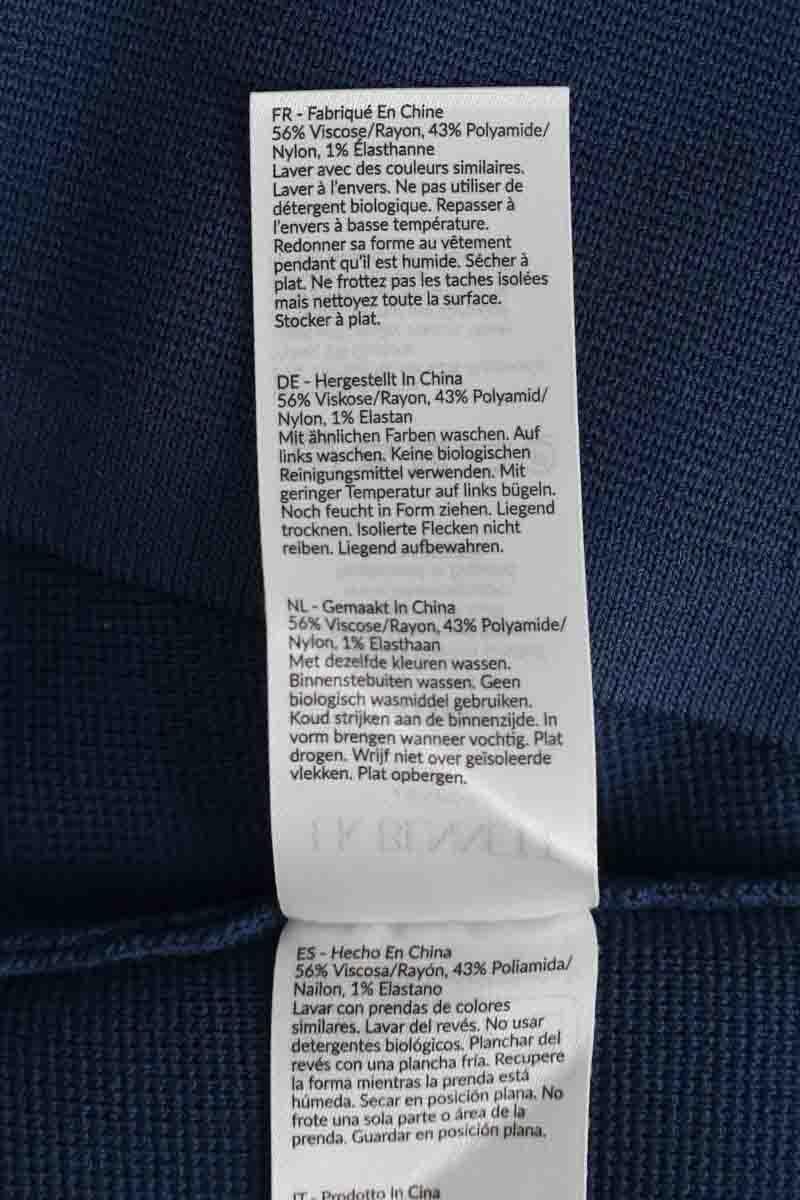 FR - Fabriqué En Chine
56% Viscose/Rayon, 43% Polyamide/
Nylon, 1% Élasthanne
Laver avec des couleurs similaires.
Laver à l'envers. Ne pas utiliser de
détergent biologique. Repasser à
l'envers à basse température.
Redonner sa forme au vêtement
pendant qu'il est humide. Sécher à
plat. Ne frottez pas les taches isolées
mais nettoyez toute la surface.
Stocker à plat.
DE - Hergestellt In China
56% Viskose/Rayon, 43% Polyamid/
Nylon, 1% Elastan
Mit ähnlichen Farben waschen. Auf
links waschen. Keine biologischen
Reinigungsmittel verwenden. Mit
geringer Temperatur auf links bügeln.
Noch feucht in Form ziehen. Liegend
trocknen. Isolierte Flecken nicht
reiben. Liegend aufbewahren.
NL - Gemaakt In China
56% Viscose/Rayon, 43% Polyamide/
Nylon, 1% Elasthaan
Met dezelfde kleuren wassen.
Binnenstebuiten wassen. Geen
biologisch wasmiddel gebruiken.
Koud strijken aan de binnenzijde. In
vorm brengen wanneer vochtig. Plat
drogen. Wrijf niet over geïsoleerde
vlekken. Plat opbergen.
ES - Hecho En China
56% Viscosa/Rayón, 43% Poliamida/
Nailon, 1% Elastano
Lavar con prendas de colores
similares. Lavar del revés. No usar
detergentes biológicos. Planchar del
revés con una plancha fría. Recupere
la forma mientras la prenda está
húmeda. Secar en posición plana. No
frote una sola parte o área de la
prenda. Guardar en posición plana.
IT - Prodotto In Cina